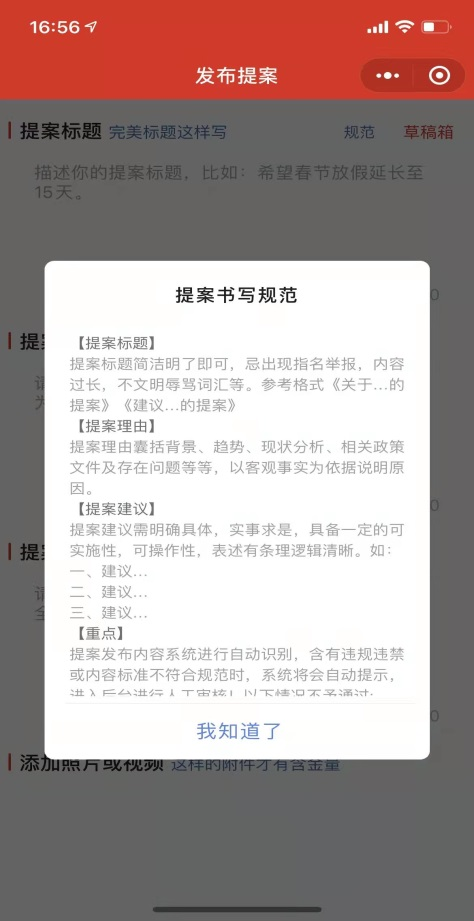 16:56
发布提案
提案标题 完美标题这样写 规范 草稿箱
描述你的提案标题，比如：希望春节放假延长至
15天。
提案书写规范
【提案标题】
提案标题简洁明了即可，忌出现指名举报，内容
过长，不文明辱骂词汇等。参考格式《关于...的
提案》《建议...的提案》
【提案理由】
提案理由囊括背景、趋势、现状分析、相关政策
文件及存在问题等等，以客观事实为依据说明原
因。
【提案建议】
提案建议需明确具体，实事求是，具备一定的可
实施性，可操作性，表述有条理逻辑清晰。如：
一、建议...
二、建议...
三、建议...
【重点】
提案发布内容系统进行自动识别，含有违规违禁
或内容标准不符合规范时，系统将会自动提示，
进入后台进行人工审核！以下情况不予通过：
我知道了
添加照片或视频 这样的附件才有含金量